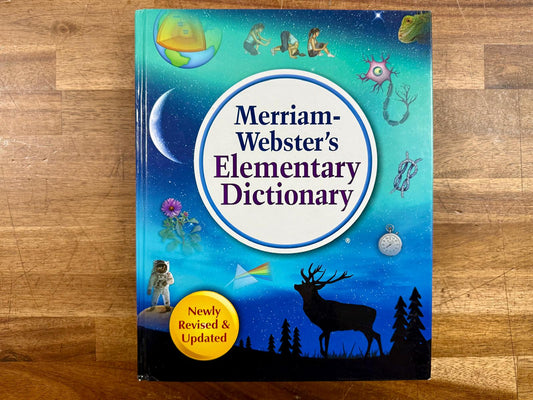 Merriam-
Webster's
Elementary
Dictionary
®
Newly
Revised &
Updated